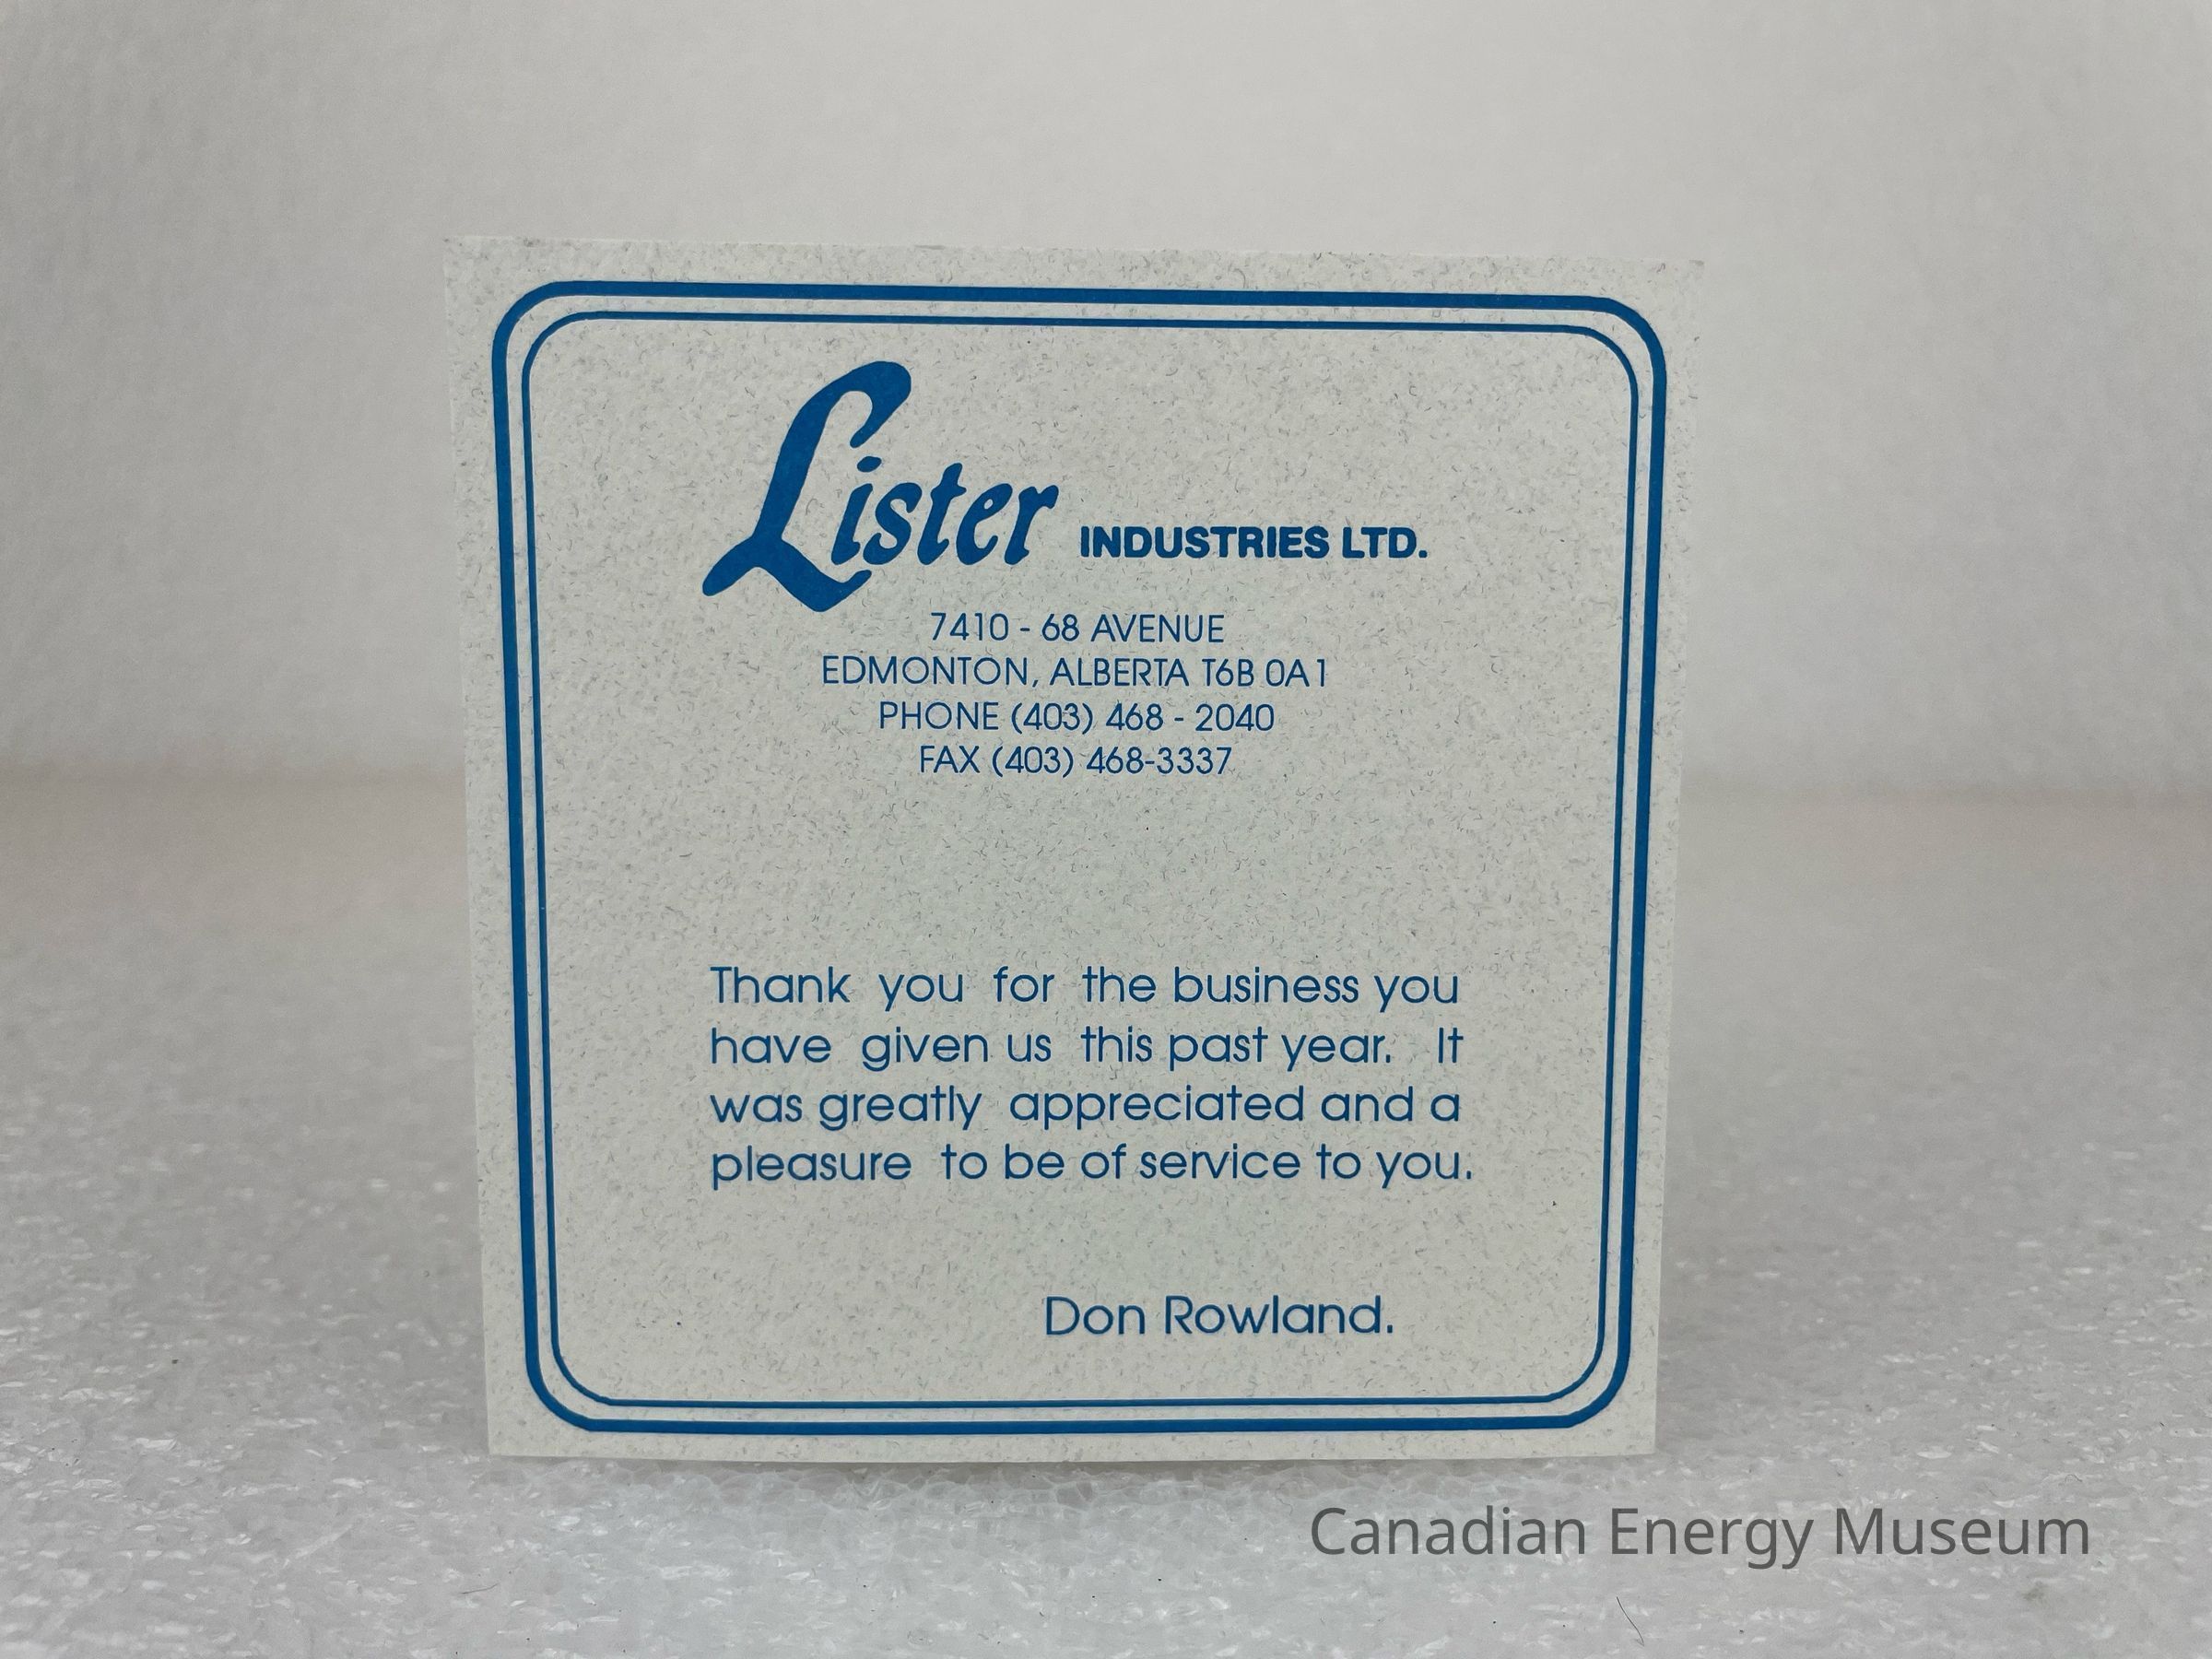 Lister INDUSTRIES LTD.
7410 - 68 AVENUE
EDMONTON, ALBERTA T6B 0A1
PHONE (403) 468 - 2040
FAX (403) 468-3337
Thank you for the business you
have given us this past year. It
was greatly appreciated and a
pleasure to be of service to you.
Don Rowland.
Canadian Energy Museum